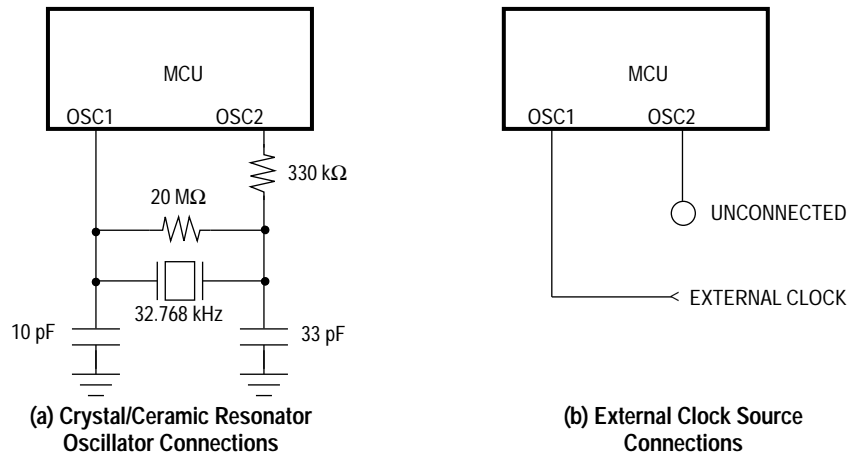 MCU
OSC1 OSC2
330 kΩ
20 MΩ
32.768 kHz
10 pF
33 pF
(a) Crystal/Ceramic Resonator
Oscillator Connections
MCU
OSC1 OSC2
UNCONNECTED
EXTERNAL CLOCK
(b) External Clock Source
Connections